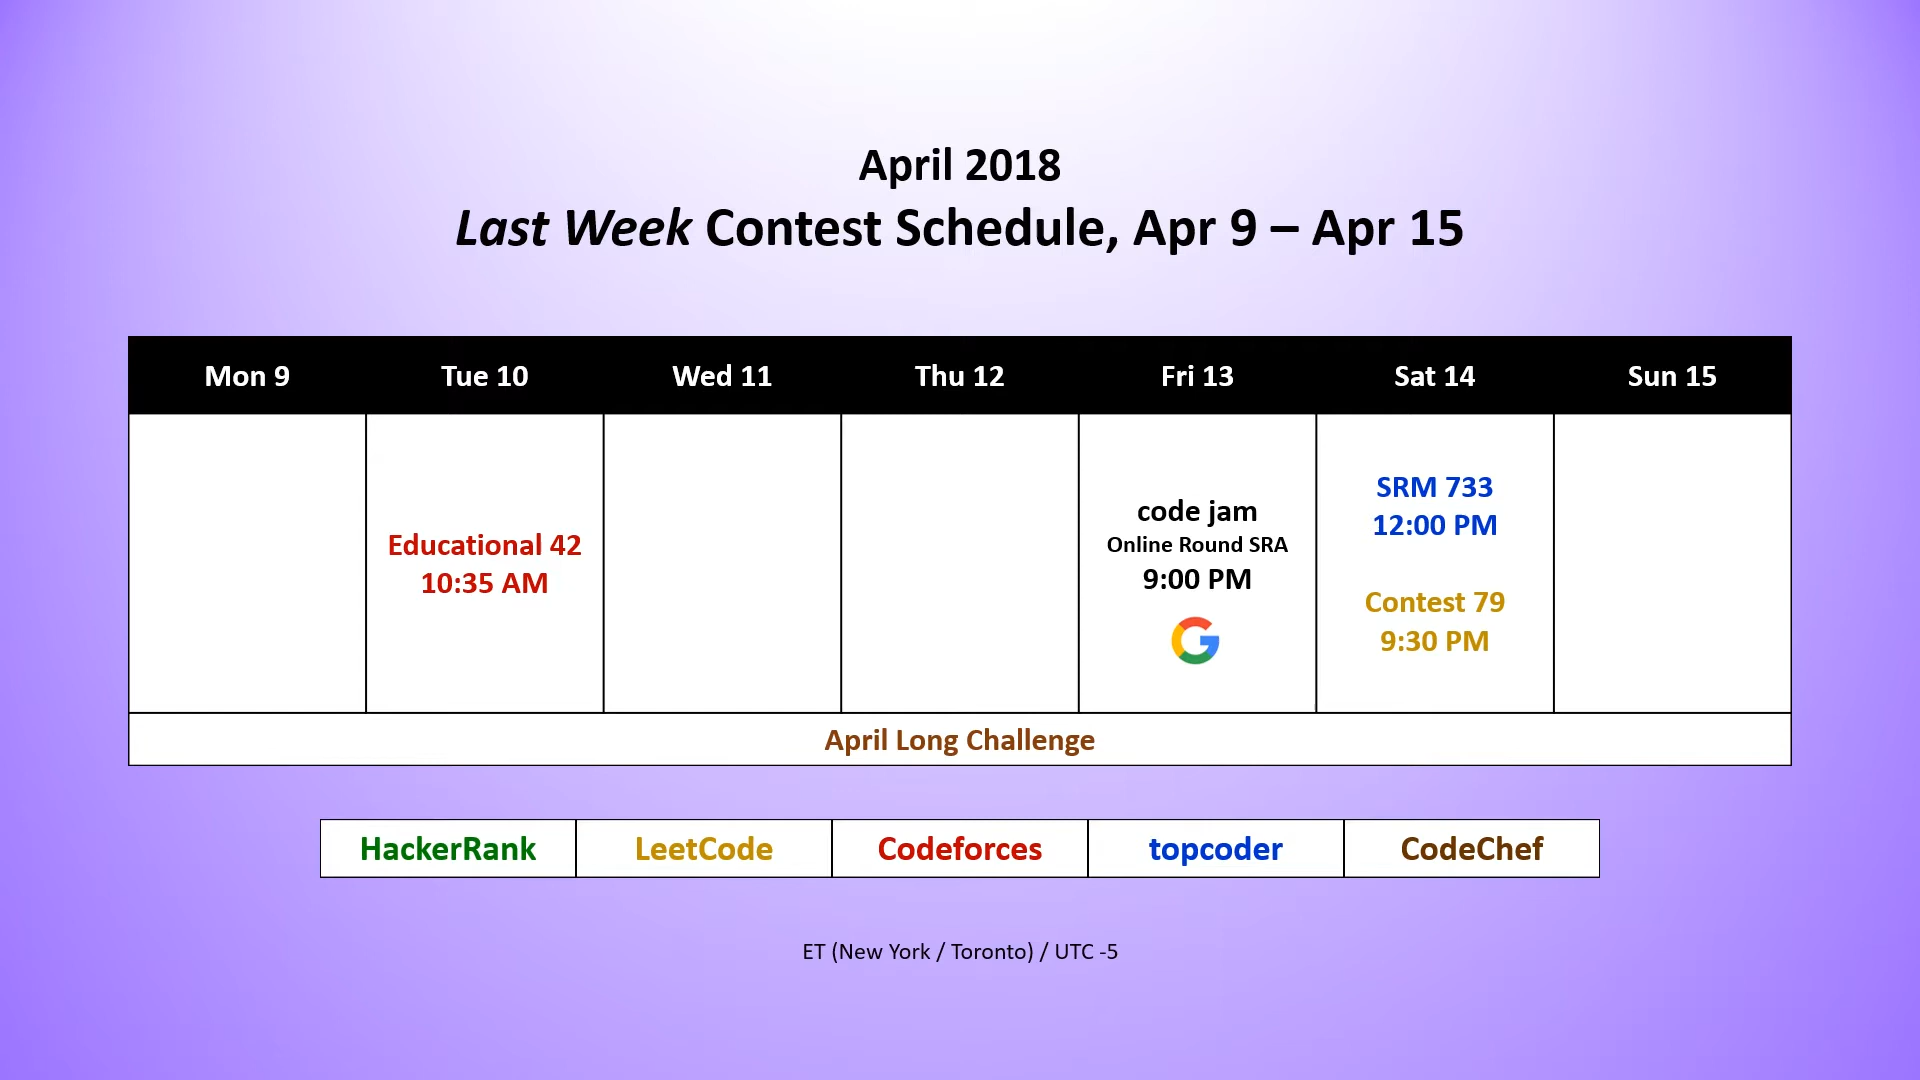 April 2018
Last Week Contest Schedule, Apr 9 – Apr 15
Mon 9
Tue 10
Wed 11
Thu 12
Fri 13
Sat 14
Sun 15
Educational 42
10:35 AM
code jam
Online Round SRA
9:00 PM
SRM 733
12:00 PM
Contest 79
9:30 PM
April Long Challenge
HackerRank
LeetCode
Codeforces
topcoder
CodeChef
ET (New York / Toronto) / UTC -5